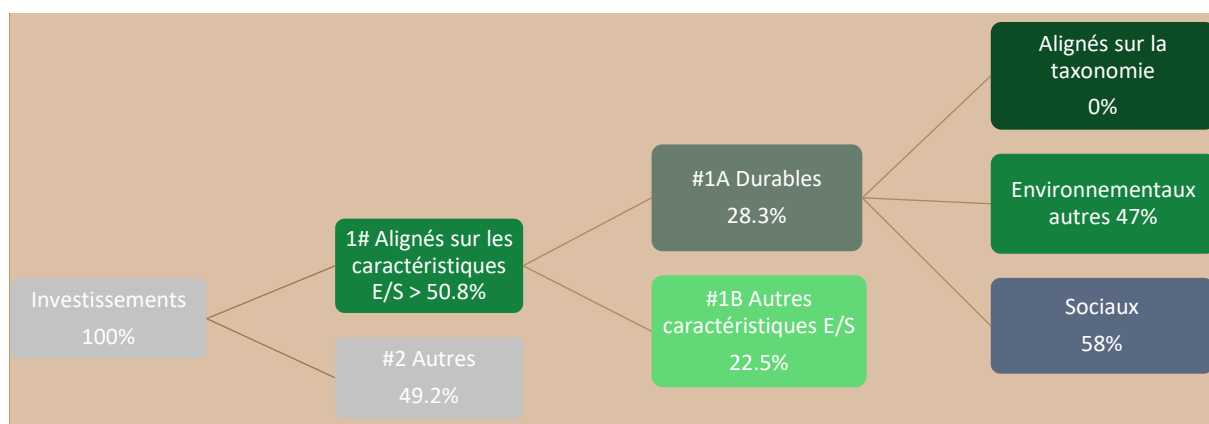 Investissements
100%
1# Alignés sur les
caractéristiques
E/S > 50.8%
#2 Autres
49.2%
#1A Durables
28.3%
#1B Autres
caractéristiques E/S
22.5%
Alignés sur la
taxonomie
0%
Environnementaux
autres 47%
Sociaux
58%